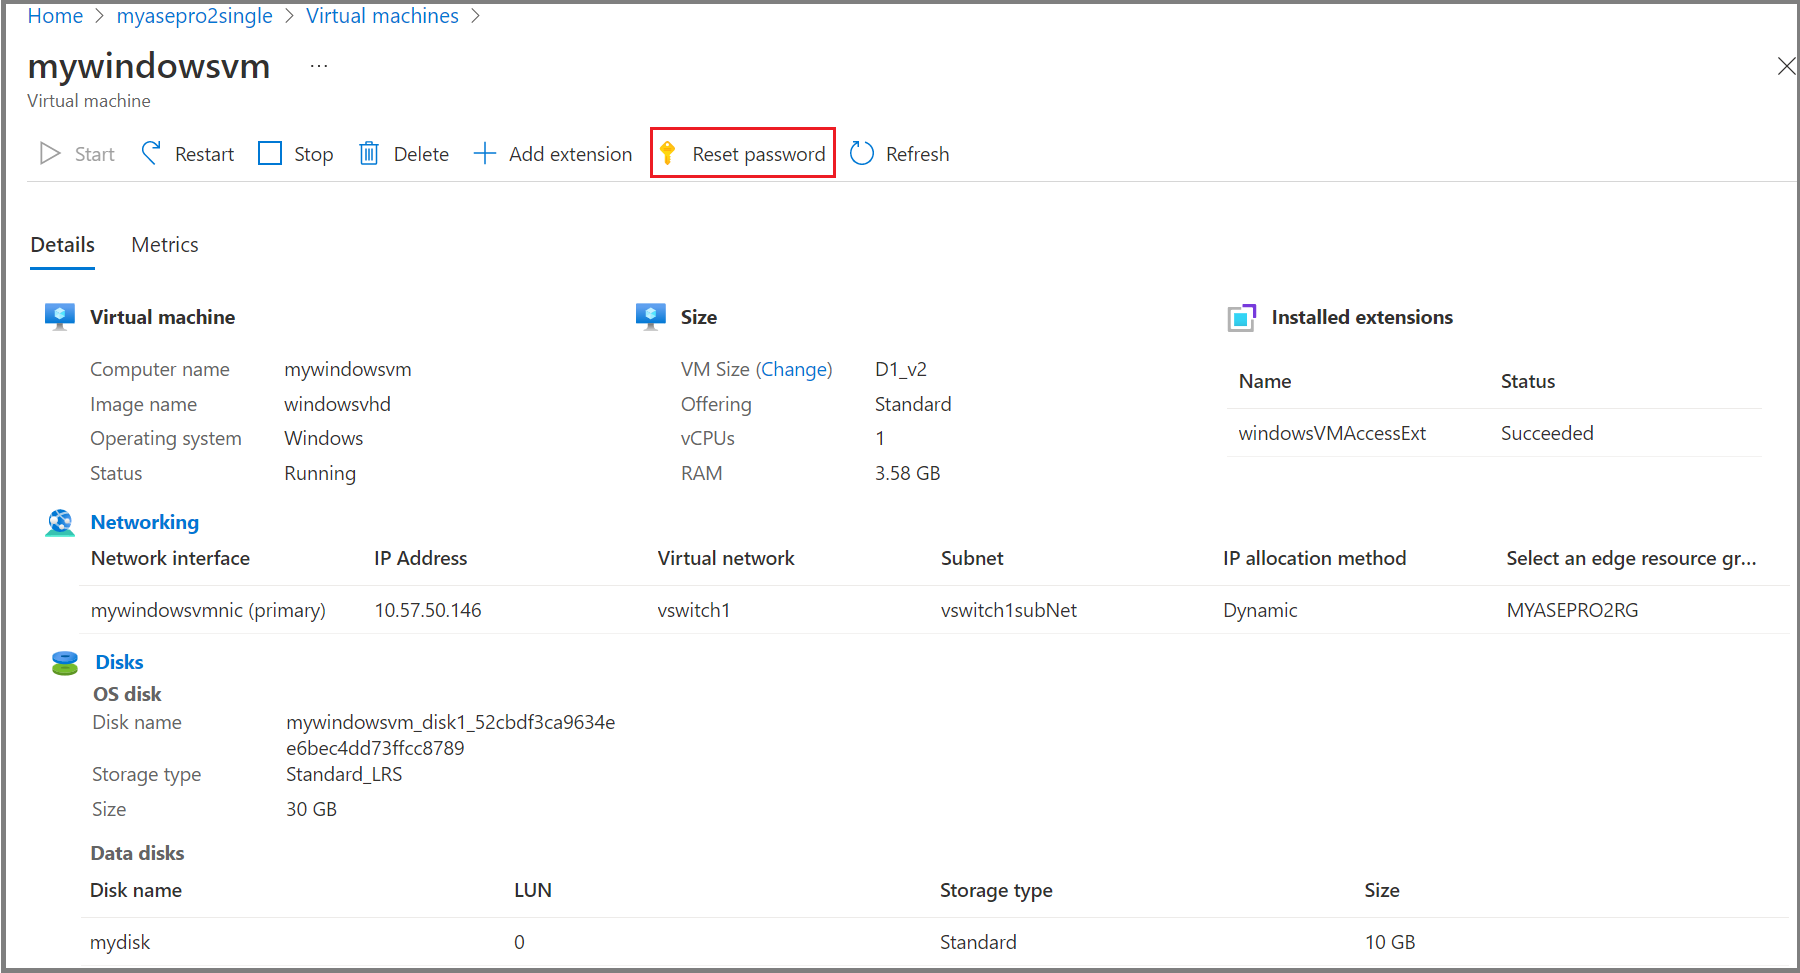 Home > myasepro2single > Virtual machines >
mywindowsvm ...
Virtual machine
Start Restart Stop Delete Add extension Reset password Refresh
Details Metrics
Virtual machine Size Installed extensions
Computer name mywindowsvm VM Size (Change) D1_v2 Name Status
Image name windowsvhd Offering Standard
Operating system Windows vCPUs 1 windowsVMAccessExt Succeeded
Status Running RAM 3.58 GB
Networking
Network interface IP Address Virtual network Subnet IP allocation method Select an edge resource gr...
mywindowsvmnic (primary) 10.57.50.146 vswitch1 vswitch1subNet Dynamic MYASEPRO2RG
Disks
OS disk
Disk name mywindowsvm_disk1_52cbdf3ca9634e
e6bec4dd73ffcc8789
Storage type Standard_LRS
Size 30 GB
Data disks
Disk name LUN Storage type Size
mydisk 0 Standard 10 GB